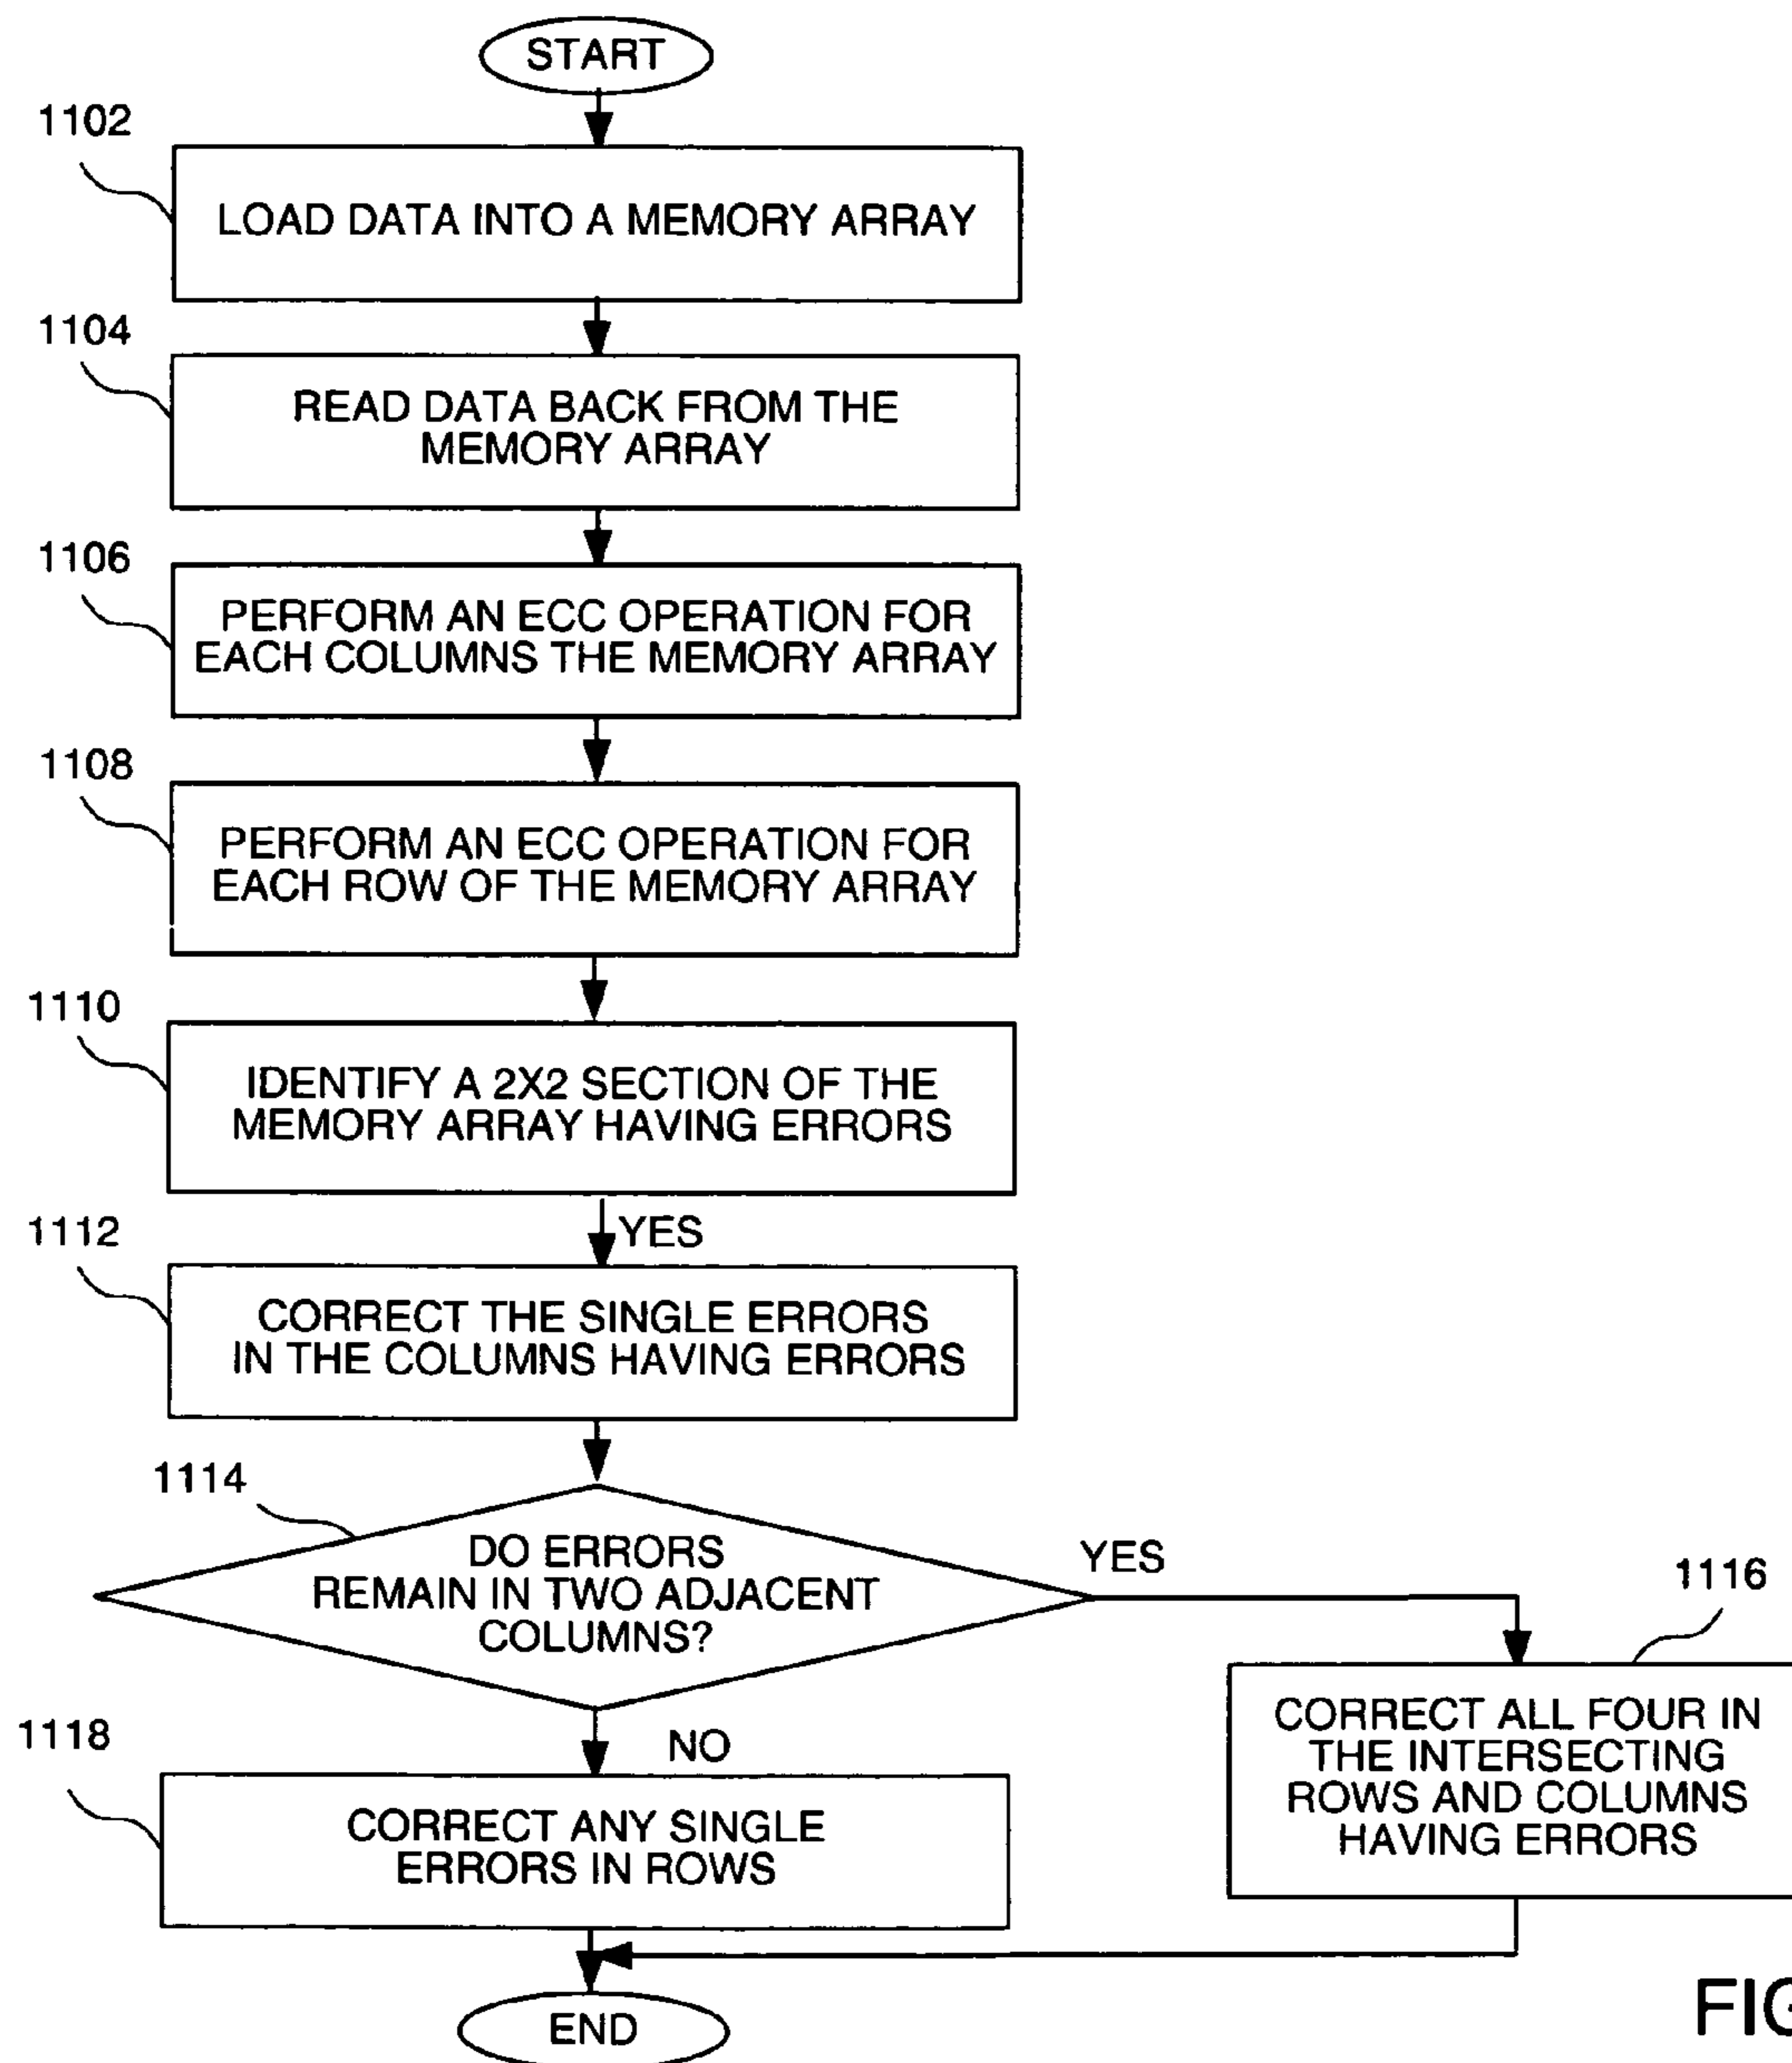 START
1102
LOAD DATA INTO A MEMORY ARRAY
1104
READ DATA BACK FROM THE
MEMORY ARRAY
1106
PERFORM AN ECC OPERATION FOR
EACH COLUMNS THE MEMORY ARRAY
1108
PERFORM AN ECC OPERATION FOR
EACH ROW OF THE MEMORY ARRAY
1110
IDENTIFY A 2X2 SECTION OF THE
MEMORY ARRAY HAVING ERRORS
YES
1112
CORRECT THE SINGLE ERRORS
IN THE COLUMNS HAVING ERRORS
1114
DO ERRORS
REMAIN IN TWO ADJACENT
COLUMNS?
YES
1116
CORRECT ALL FOUR IN
THE INTERSECTING
ROWS AND COLUMNS
HAVING ERRORS
NO
1118
CORRECT ANY SINGLE
ERRORS IN ROWS
END